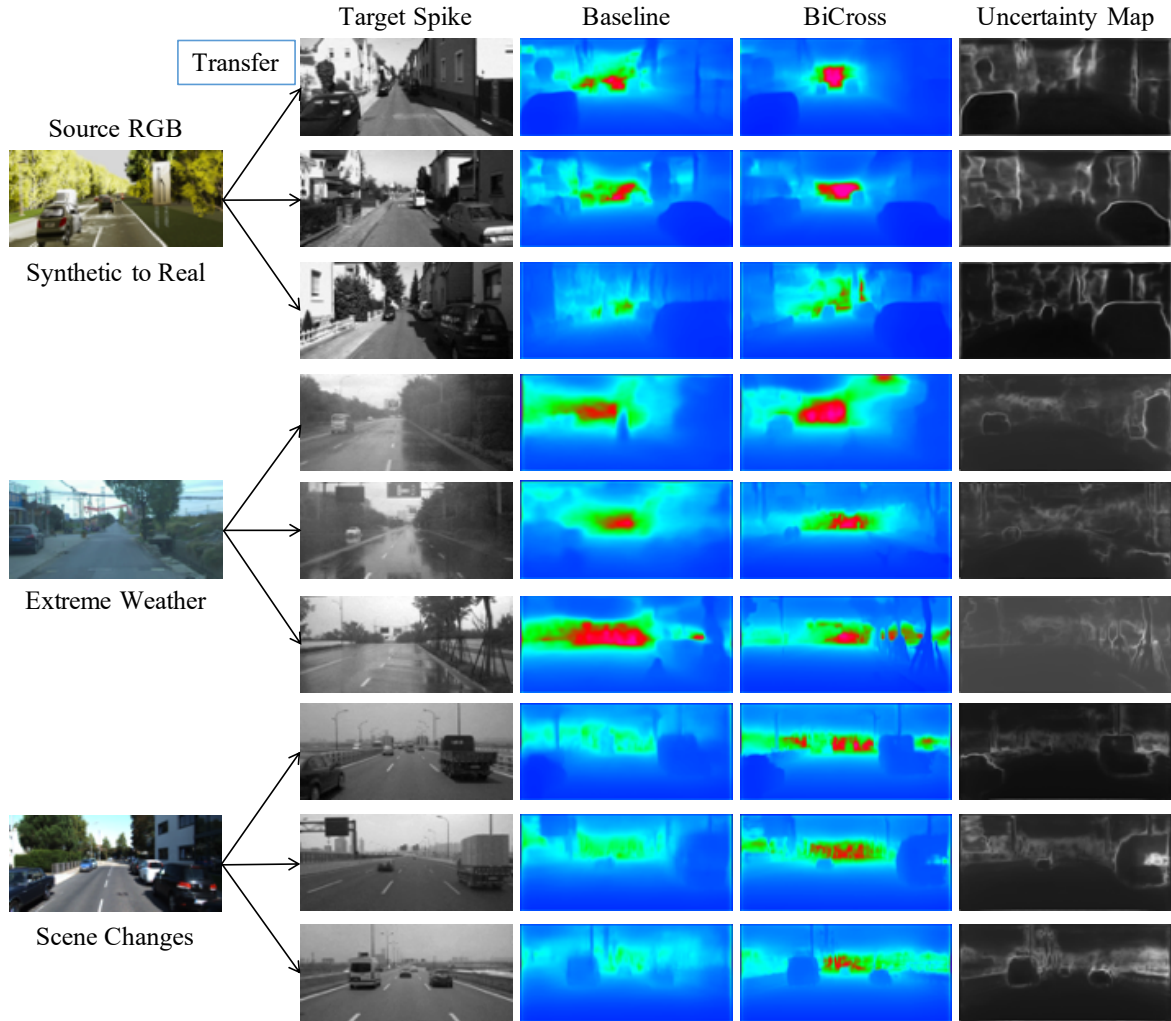 Target Spike
Baseline
BiCross
Uncertainty Map
Transfer
Source RGB
Synthetic to Real
Extreme Weather
Scene Changes